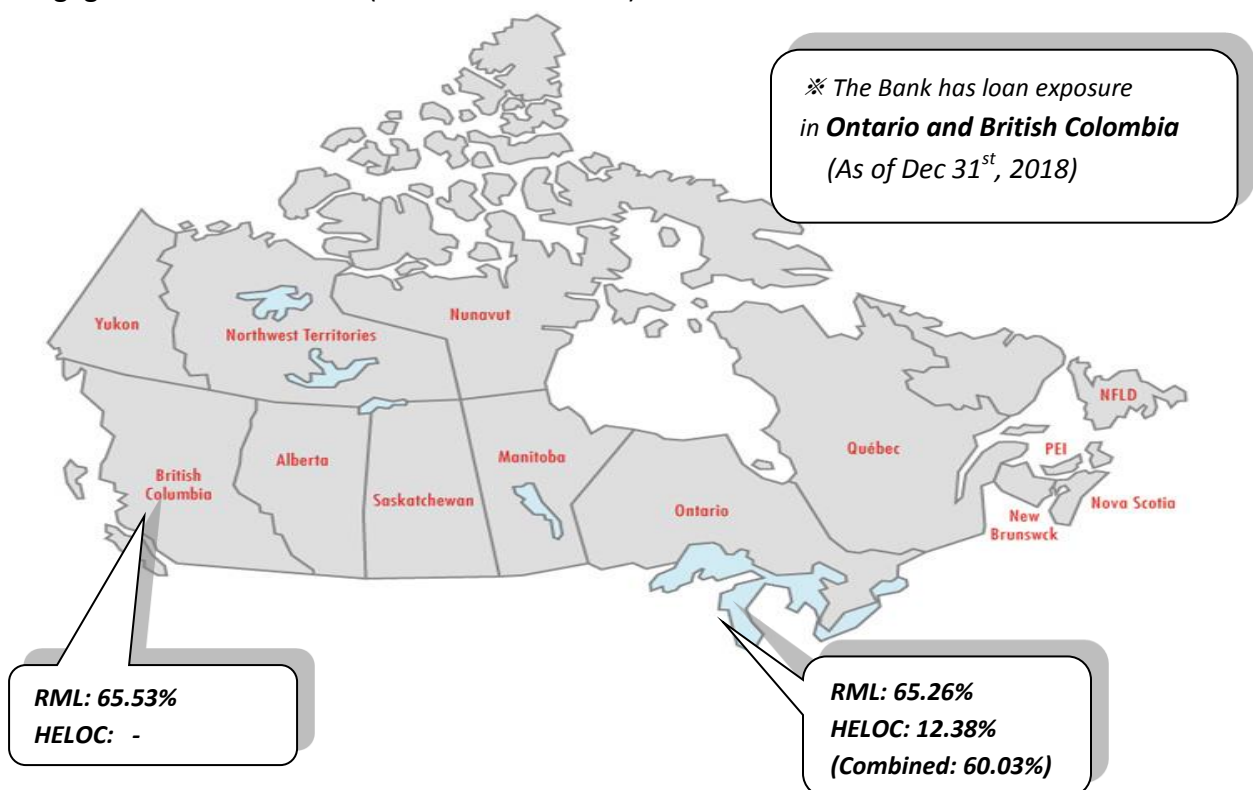 ※ The Bank has loan exposure
in Ontario and British Colombia
(As of Dec 31st, 2018)
Yukon
Northwest Territories
Nunavut
British
Columbia
Alberta
Saskatchewan
Manitoba
Ontario
Québec
NFLD
PEI
New
Brunswck
Nova Scotia
RML: 65.53%
HELOC: -
RML: 65.26%
HELOC: 12.38%
(Combined: 60.03%)